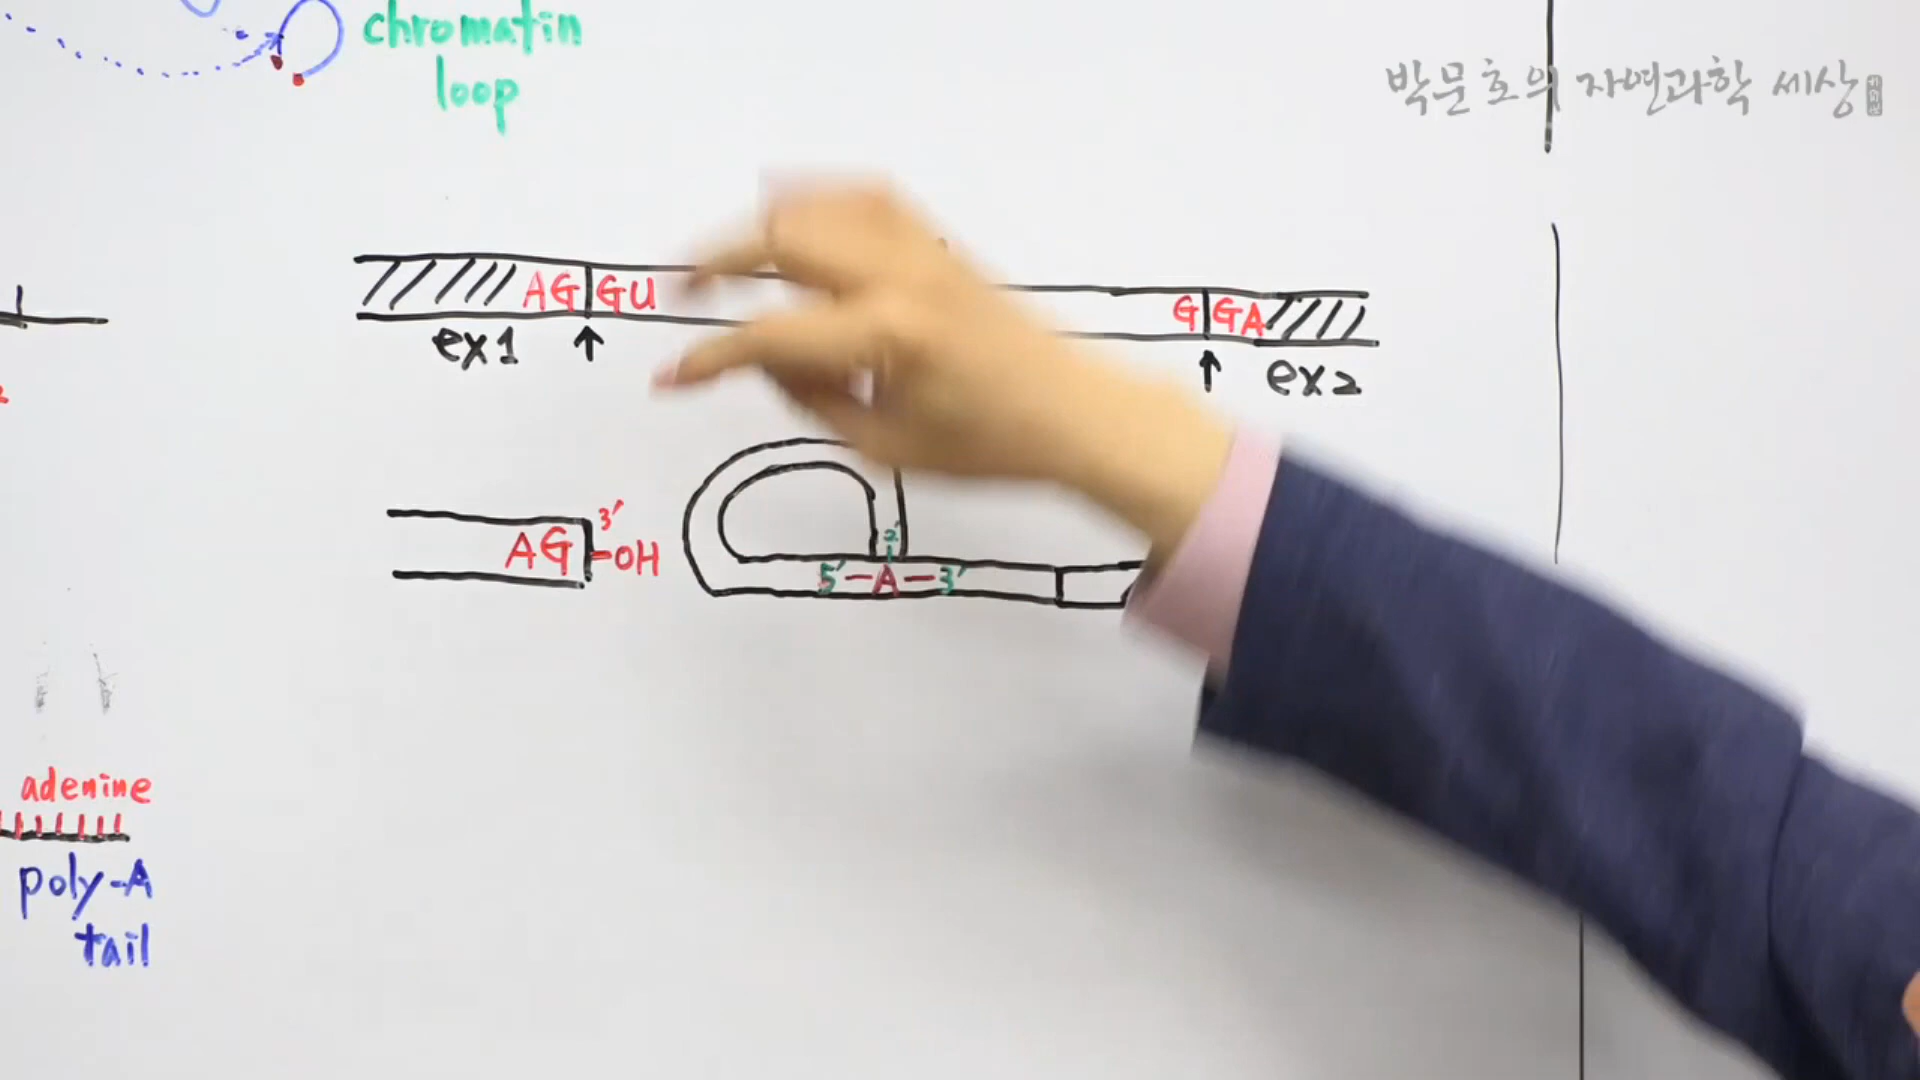 chromatin
loop
박문호의 자연과학 세상
AG GU
G GA
ex1
ex2
3'
AG -OH
2'
5'-A-3'
adenine
poly-A
tail